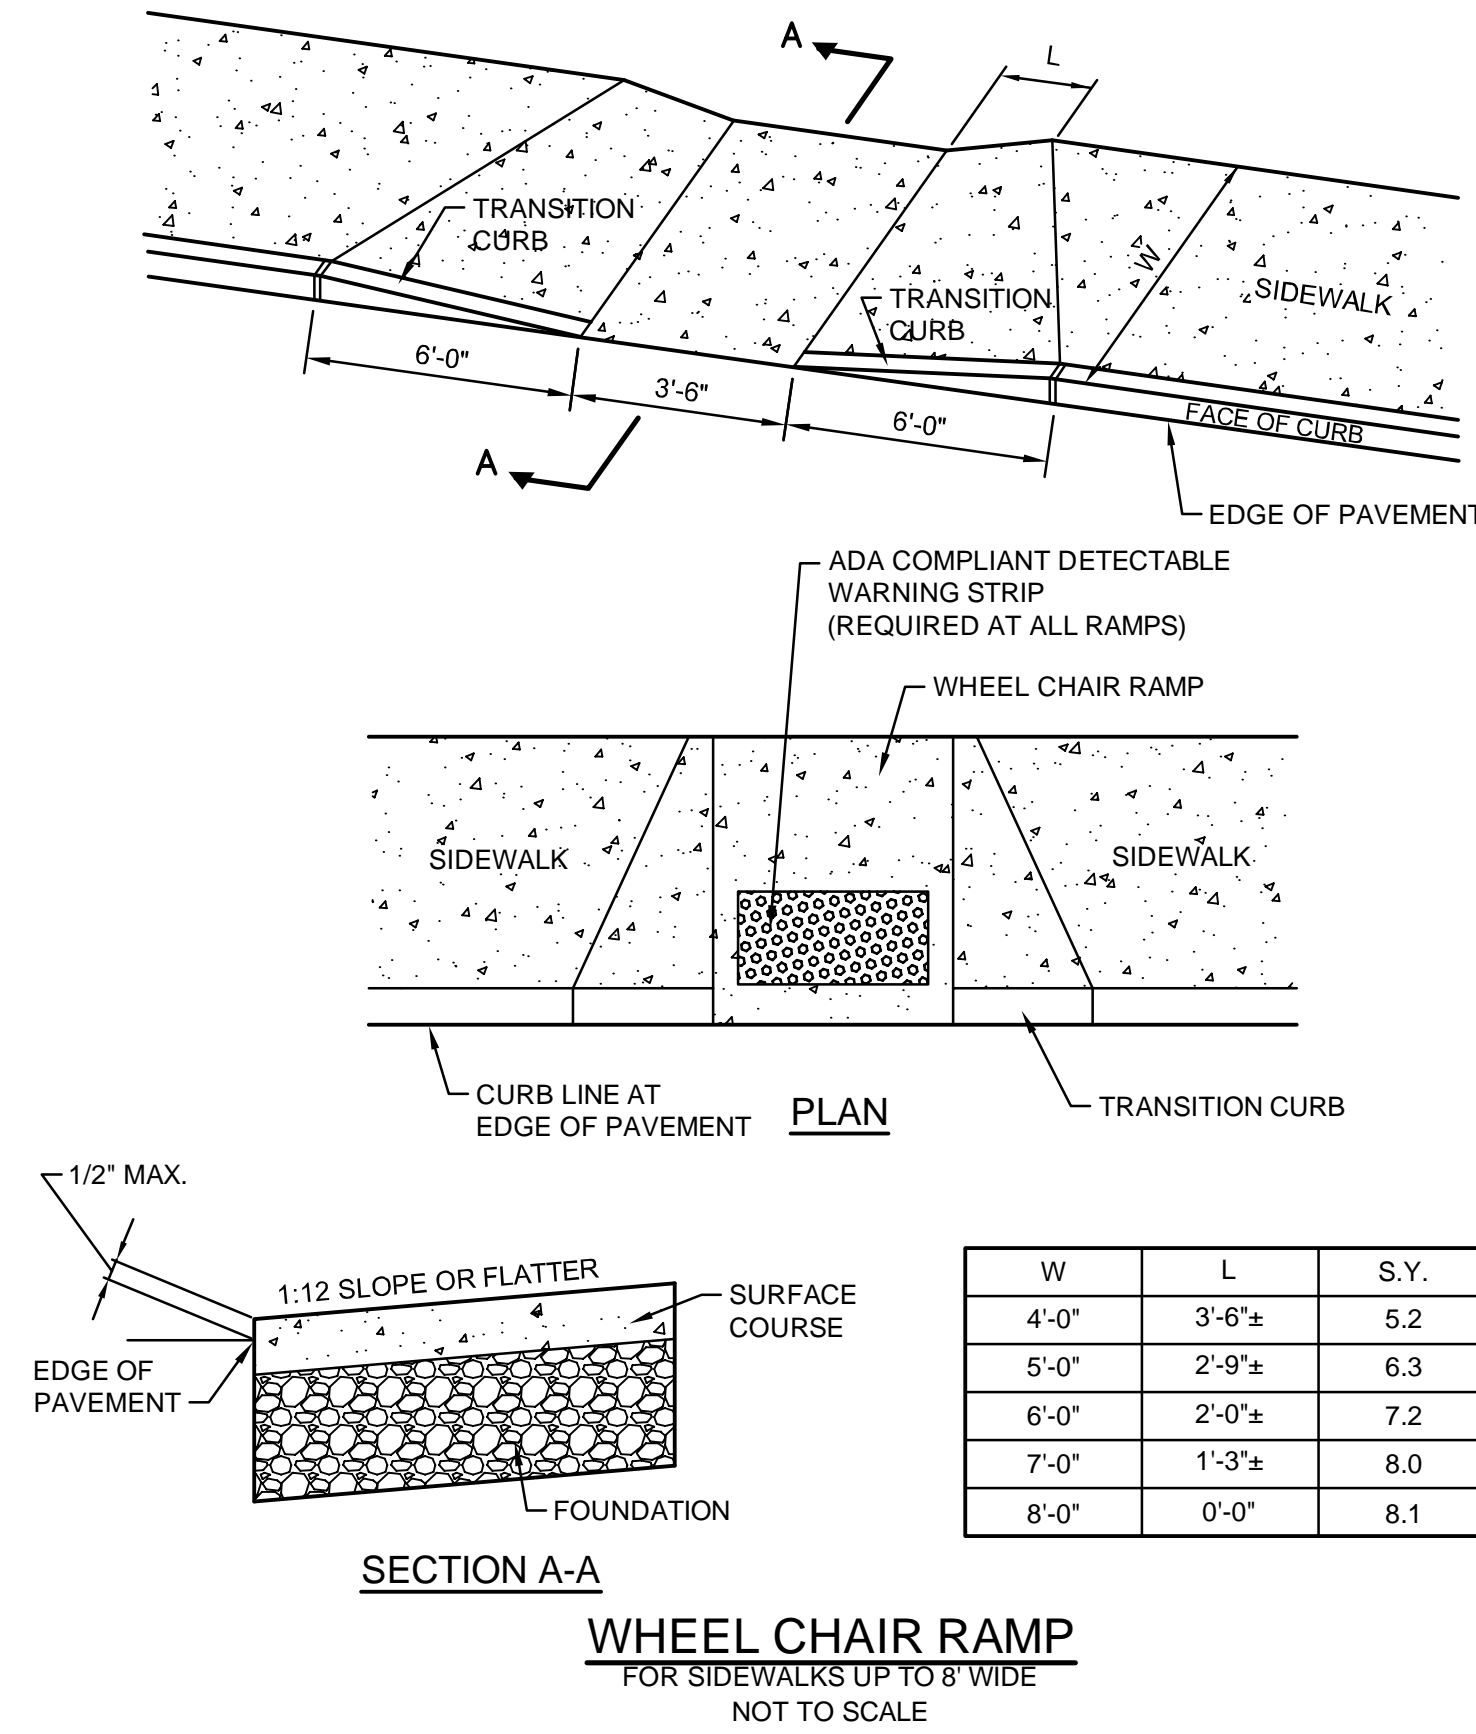 A
L
TRANSITION
CURB
W
SIDEWALK
TRANSITION
CURB
6'-0"
3'-6"
6'-0"
FACE OF CURB
A
EDGE OF PAVEMENT
ADA COMPLIANT DETECTABLE
WARNING STRIP
(REQUIRED AT ALL RAMPS)
WHEEL CHAIR RAMP
SIDEWALK
SIDEWALK
CURB LINE AT
EDGE OF PAVEMENT
PLAN
TRANSITION CURB
1/2" MAX.
1:12 SLOPE OR FLATTER
SURFACE
COURSE
EDGE OF
PAVEMENT
FOUNDATION
SECTION A-A
W L S.Y.
4'-0" 3'-6"± 5.2
5'-0" 2'-9"± 6.3
6'-0" 2'-0"± 7.2
7'-0" 1'-3"± 8.0
8'-0" 0'-0" 8.1
WHEEL CHAIR RAMP
FOR SIDEWALKS UP TO 8' WIDE
NOT TO SCALE